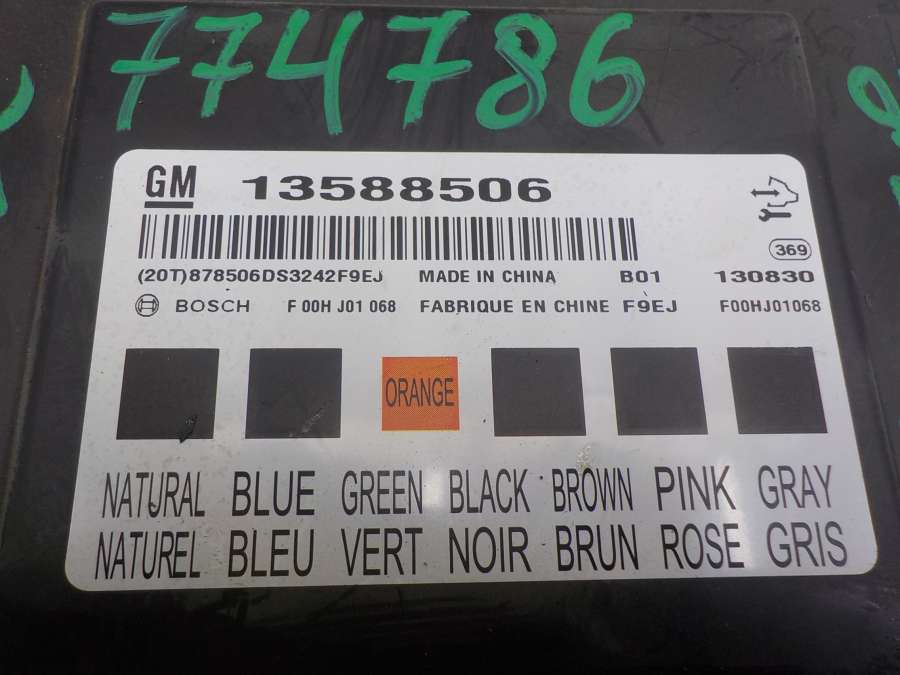 774786
GM 13588506
369
(20T)878506DS3242F9EJ MADE IN CHINA B01 130830
BOSCH F 00H J01 068 FABRIQUE EN CHINE F9EJ F00HJ01068
ORANGE
NATURAL BLUE GREEN BLACK BROWN PINK GRAY
NATUREL BLEU VERT NOIR BRUN ROSE GRIS